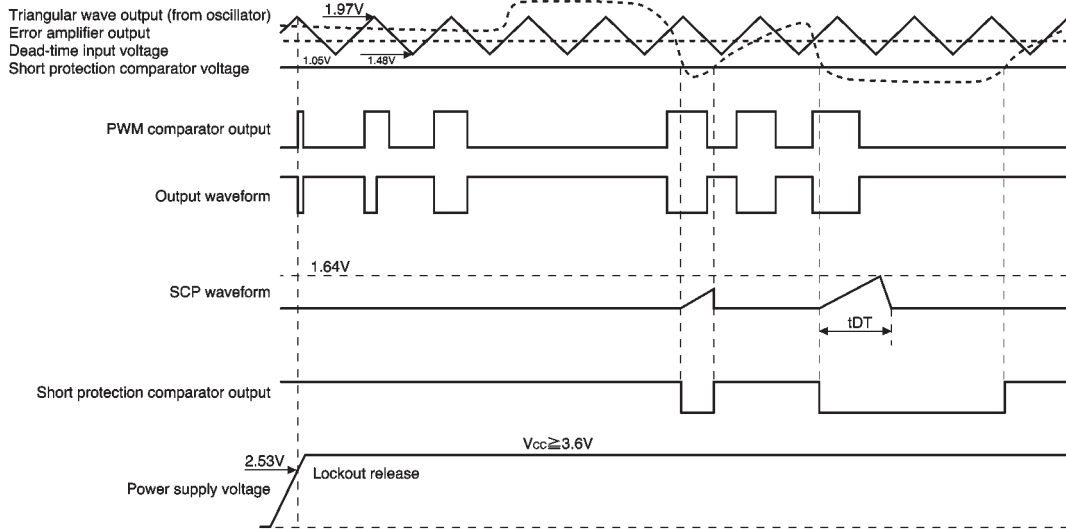 Triangular wave output (from oscillator)
1.97V
Error amplifier output
Dead-time input voltage
Short protection comparator voltage
1.05V
1.48V
PWM comparator output
Output waveform
1.64V
SCP waveform
tDT
Short protection comparator output
Vcc≧3.6V
2.53V
Lockout release
Power supply voltage